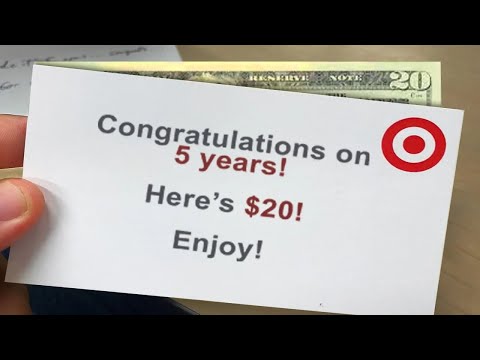 RESERVE NOTE 20
Congratulations on
5 years!
Here's $20!
Enjoy!